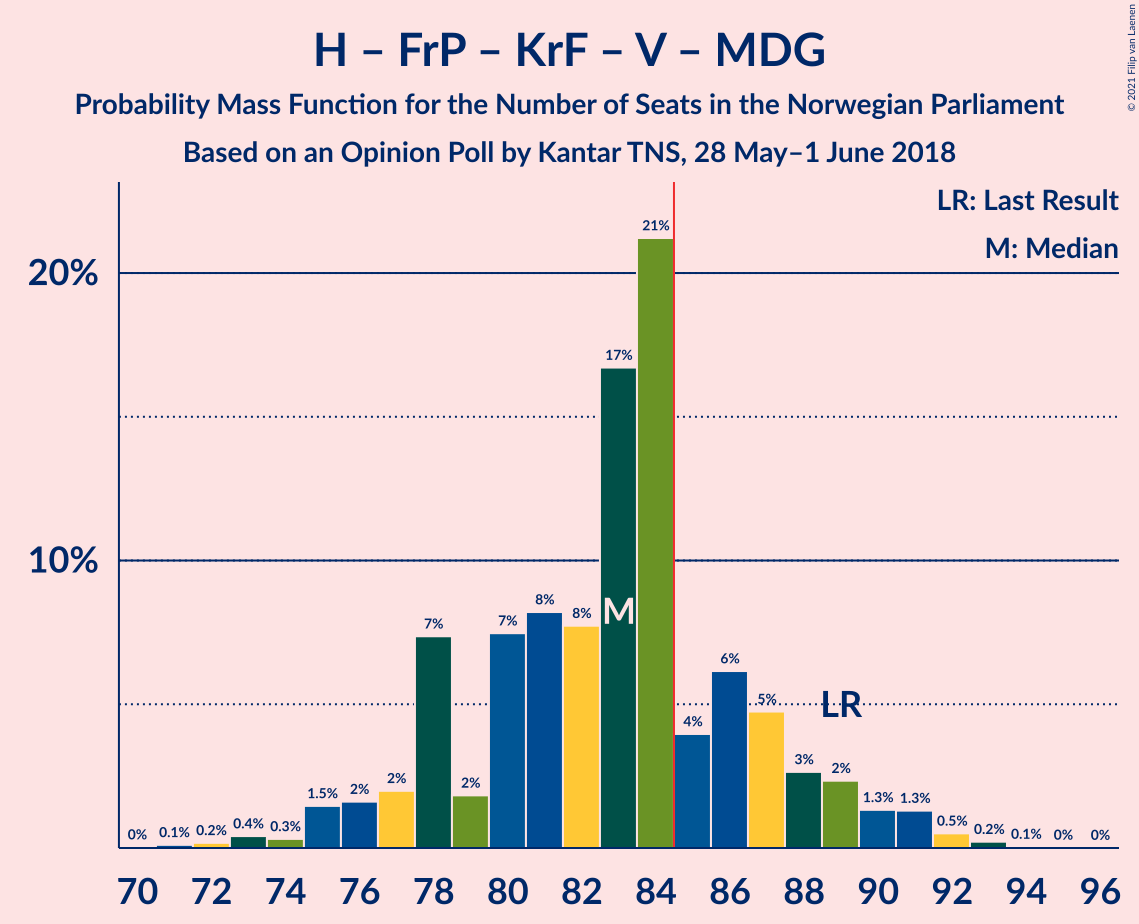 H – FrP – KrF – V – MDG
Probability Mass Function for the Number of Seats in the Norwegian Parliament
Based on an Opinion Poll by Kantar TNS, 28 May–1 June 2018
© 2021 Filip van Laenen
LR: Last Result
M: Median
20%
10%
0% 0.1% 0.2% 0.4% 0.3% 1.5% 2% 2% 7% 2% 7% 8% 8% 17% 21% 4% 6% 5% 3% 2% 1.3% 1.3% 0.5% 0.2% 0.1% 0% 0%
M
LR
70 72 74 76 78 80 82 84 86 88 90 92 94 96